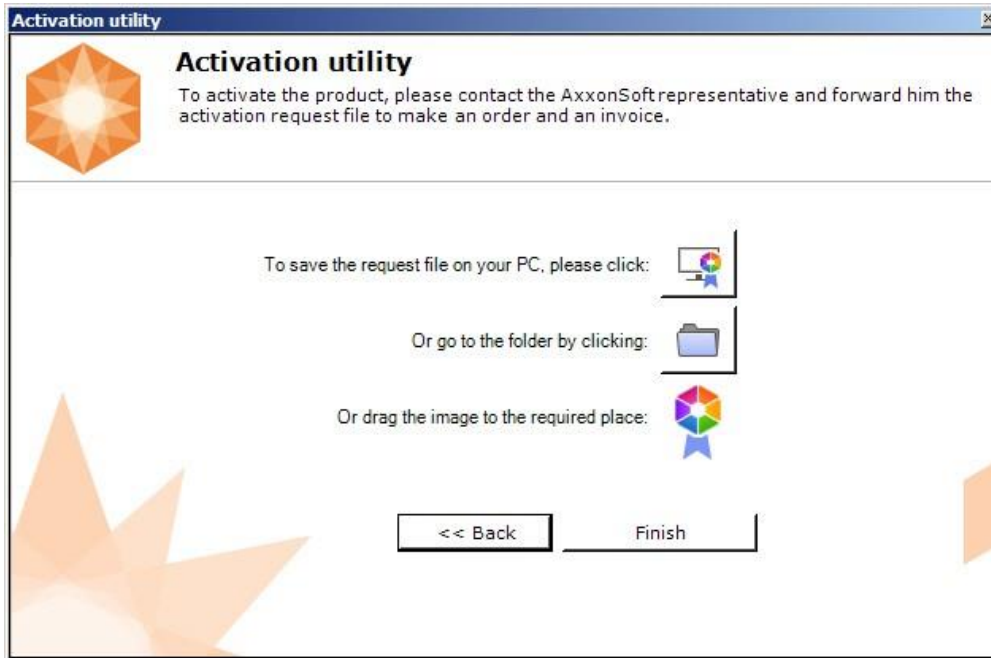 Activation utility
Activation utility
To activate the product, please contact the AxxonSoft representative and forward him the
activation request file to make an order and an invoice.
To save the request file on your PC, please click:
Or go to the folder by clicking:
Or drag the image to the required place:
<< Back
Finish